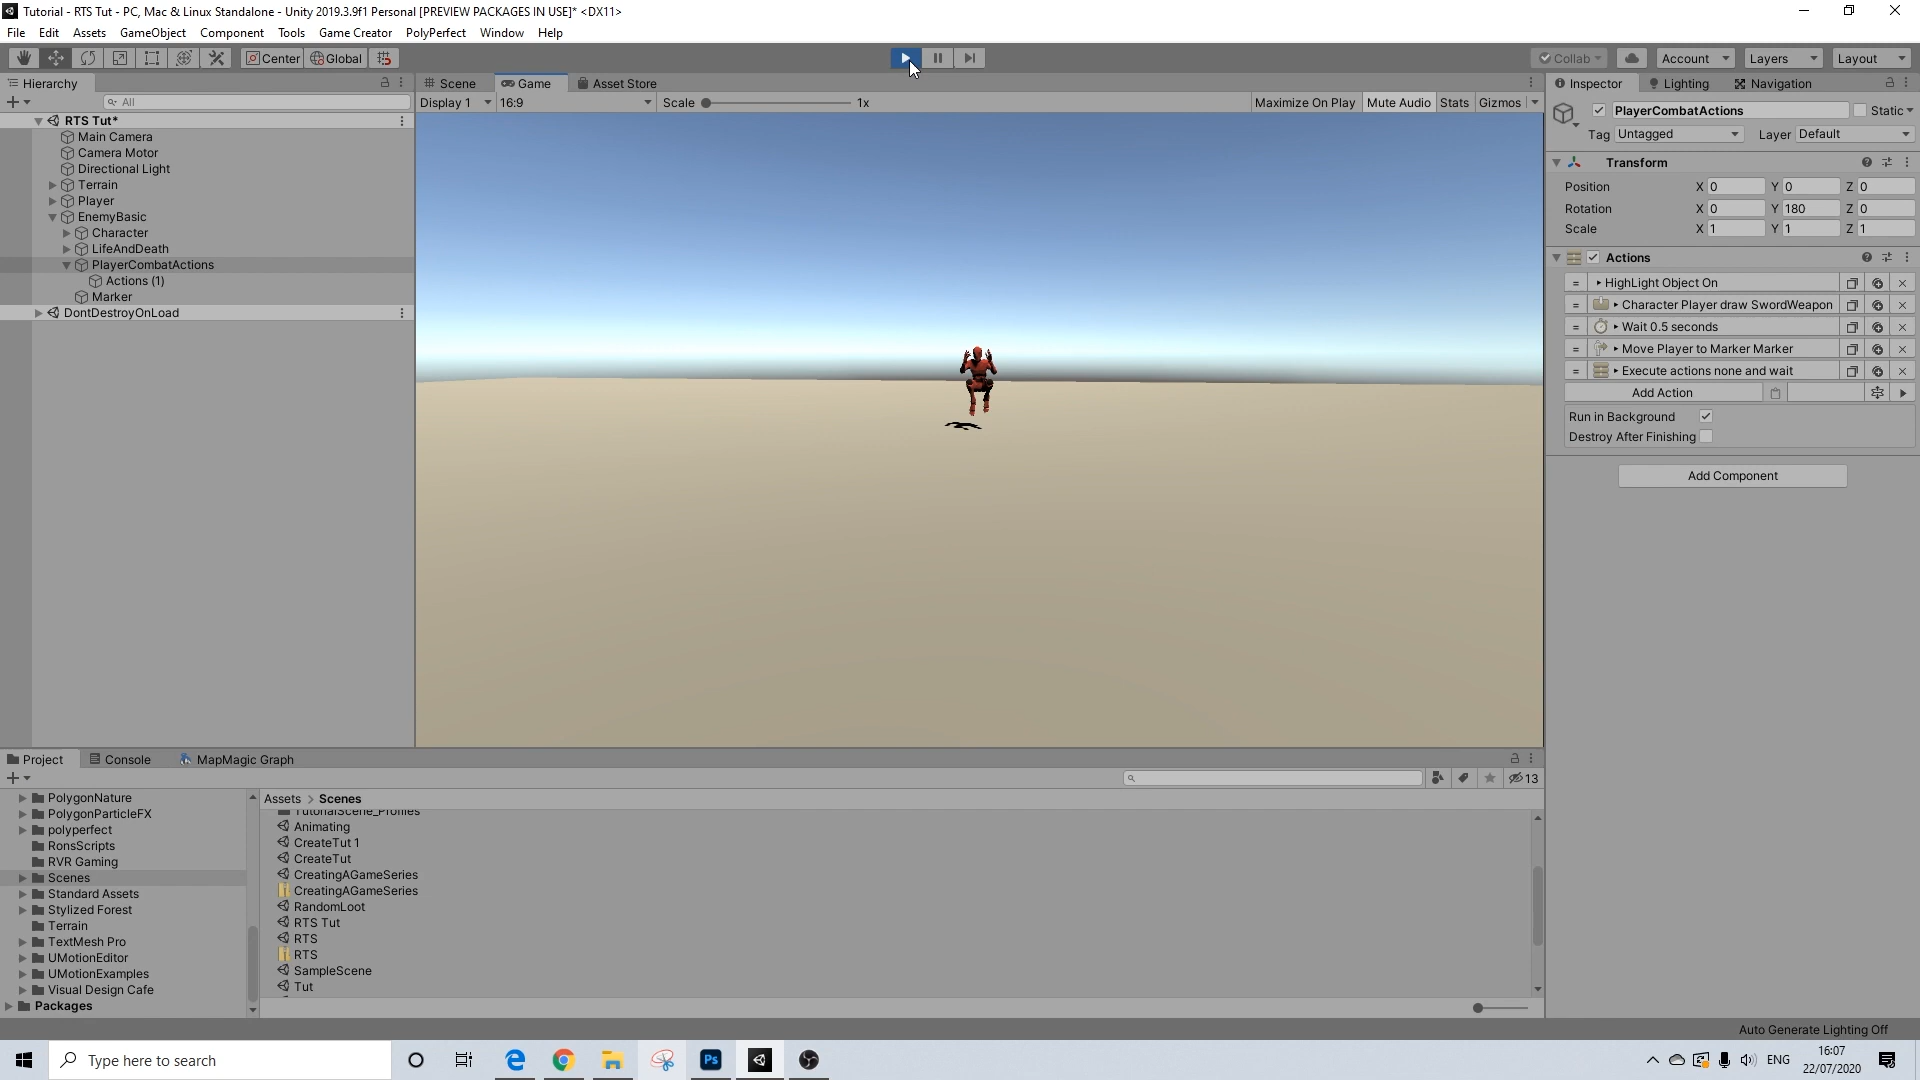 Tutorial - RTS Tut - PC, Mac & Linux Standalone - Unity 2019.3.9f1 Personal [PREVIEW PACKAGES IN USE]* <DX11>
File Edit Assets GameObject Component Tools Game Creator PolyPerfect Window Help
Center Global Collab Account Layers Layout
Hierarchy
All
RTS Tut*
Main Camera
Camera Motor
Directional Light
Terrain
Player
EnemyBasic
Character
LifeAndDeath
PlayerCombatActions
Actions (1)
Marker
DontDestroyOnLoad
Scene Game Asset Store
Display 1 16:9 Scale 1x Maximize On Play Mute Audio Stats Gizmos
Inspector Lighting Navigation
PlayerCombatActions Static
Tag Untagged Layer Default
Transform
Position X 0 Y 0 Z 0
Rotation X 0 Y 180 Z 0
Scale X 1 Y 1 Z 1
Actions
HighLight Object On
Character Player draw SwordWeapon
Wait 0.5 seconds
Move Player to Marker Marker
Execute actions none and wait
Add Action
Run in Background
Destroy After Finishing
Add Component
Project Console MapMagic Graph
13
PolygonNature
PolygonParticleFX
polyperfect
RonsScripts
RVR Gaming
Scenes
Standard Assets
Stylized Forest
Terrain
TextMesh Pro
UMotionEditor
UMotionExamples
Visual Design Cafe
Packages
Assets > Scenes
TutorialScene_Profiles
Animating
CreateTut 1
CreateTut
CreatingAGameSeries
CreatingAGameSeries
RandomLoot
RTS Tut
RTS
RTS
SampleScene
Tut
Auto Generate Lighting Off
Type here to search
Ps
ENG
16:07
22/07/2020